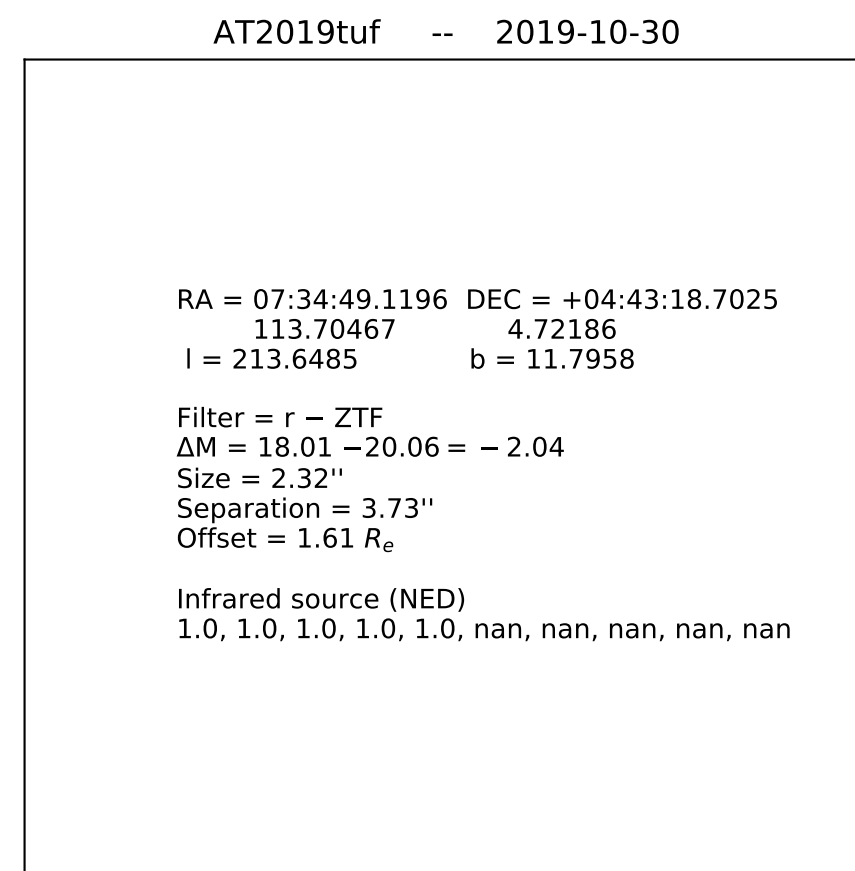 AT2019tuf -- 2019-10-30
RA = 07:34:49.1196 DEC = +04:43:18.7025
113.70467 4.72186
l = 213.6485 b = 11.7958
Filter = r − ZTF
ΔM = 18.01 −20.06 = − 2.04
Size = 2.32''
Separation = 3.73''
Offset = 1.61 Rₑ
Infrared source (NED)
1.0, 1.0, 1.0, 1.0, 1.0, nan, nan, nan, nan, nan